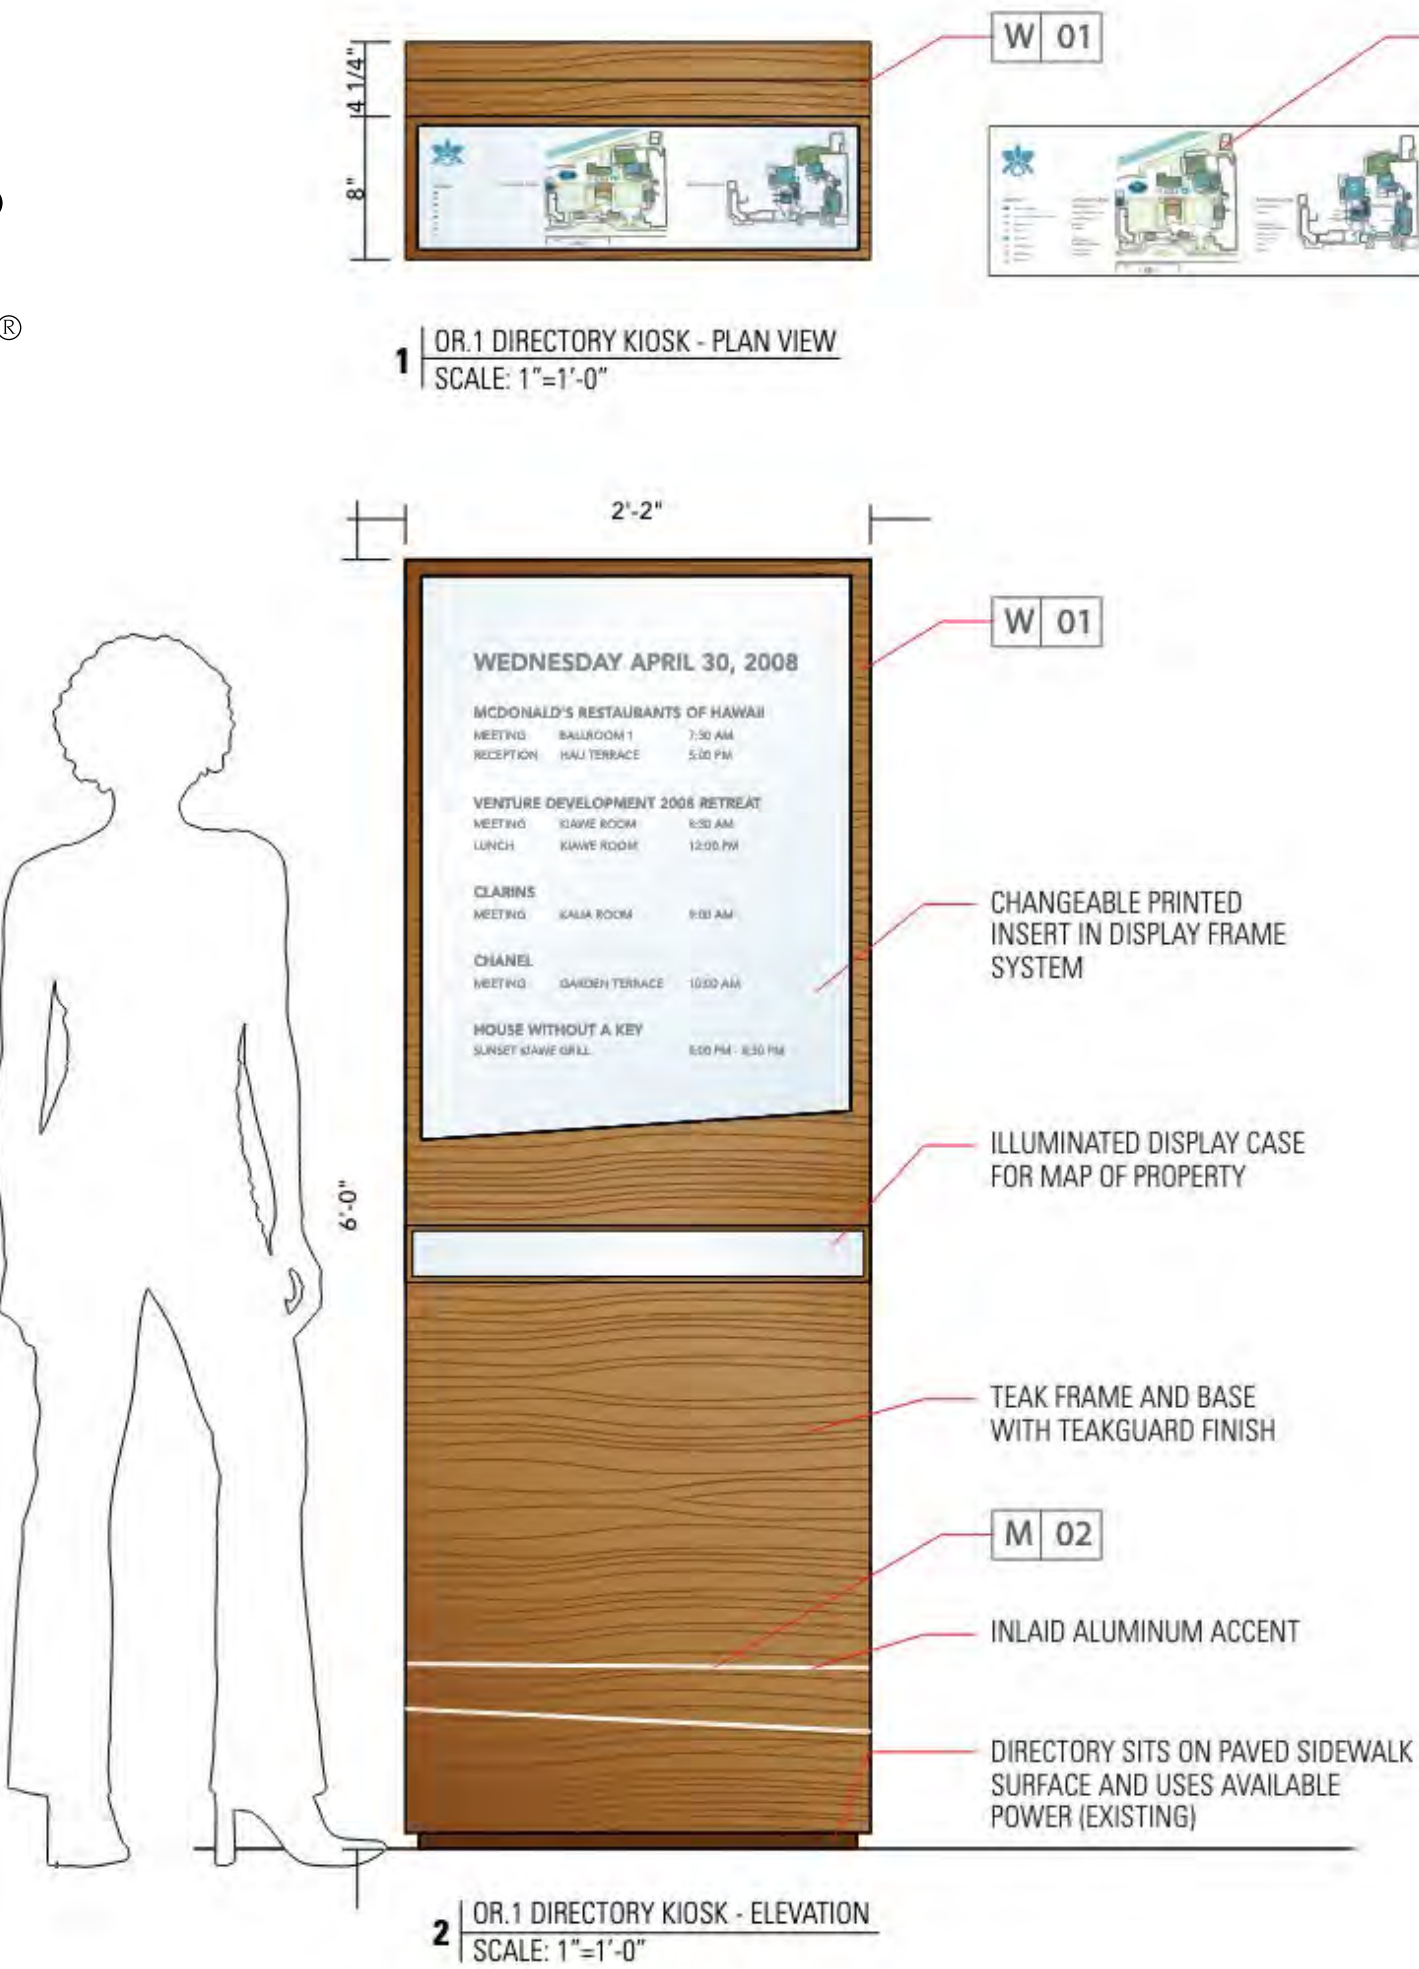 W 01
4 1/4"
8"
®
1 OR.1 DIRECTORY KIOSK - PLAN VIEW
SCALE: 1"=1'-0"
2'-2"
W 01
WEDNESDAY APRIL 30, 2008
MCDONALD'S RESTAURANTS OF HAWAII
MEETING BALLROOM 1 7:30 AM
RECEPTION HAU TERRACE 5:00 PM
VENTURE DEVELOPMENT 2008 RETREAT
MEETING KIAWE ROOM 8:30 AM
LUNCH KIAWE ROOM 12:00 PM
CLARINS
MEETING KALIA ROOM 9:00 AM
CHANEL
MEETING GARDEN TERRACE 10:00 AM
HOUSE WITHOUT A KEY
SUNSET KIAWE GRILL 5:00 PM - 8:30 PM
CHANGEABLE PRINTED
INSERT IN DISPLAY FRAME
SYSTEM
ILLUMINATED DISPLAY CASE
FOR MAP OF PROPERTY
6'-0"
TEAK FRAME AND BASE
WITH TEAKGUARD FINISH
M 02
INLAID ALUMINUM ACCENT
DIRECTORY SITS ON PAVED SIDEWALK
SURFACE AND USES AVAILABLE
POWER (EXISTING)
2 OR.1 DIRECTORY KIOSK - ELEVATION
SCALE: 1"=1'-0"